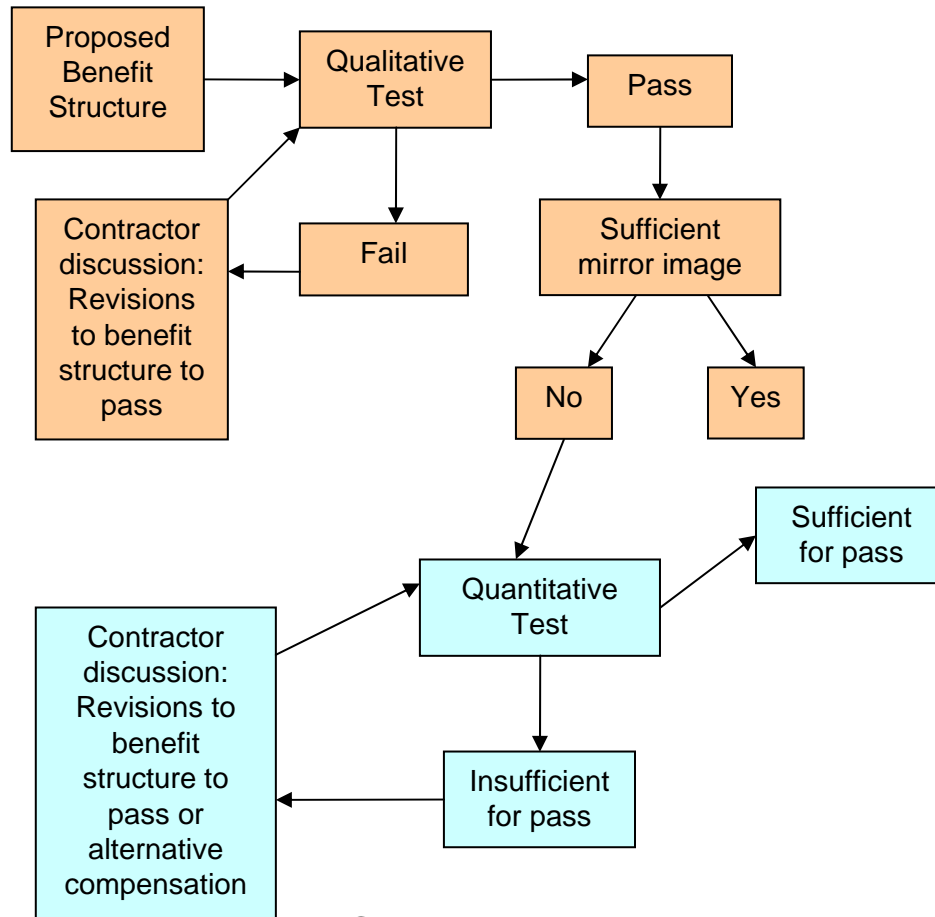 Proposed
Benefit
Structure
Qualitative
Test
Pass
Contractor
discussion:
Revisions
to benefit
structure to
pass
Fail
Sufficient
mirror image
No
Yes
Sufficient
for pass
Quantitative
Test
Contractor
discussion:
Revisions to
benefit
structure to
pass or
alternative
compensation
Insufficient
for pass